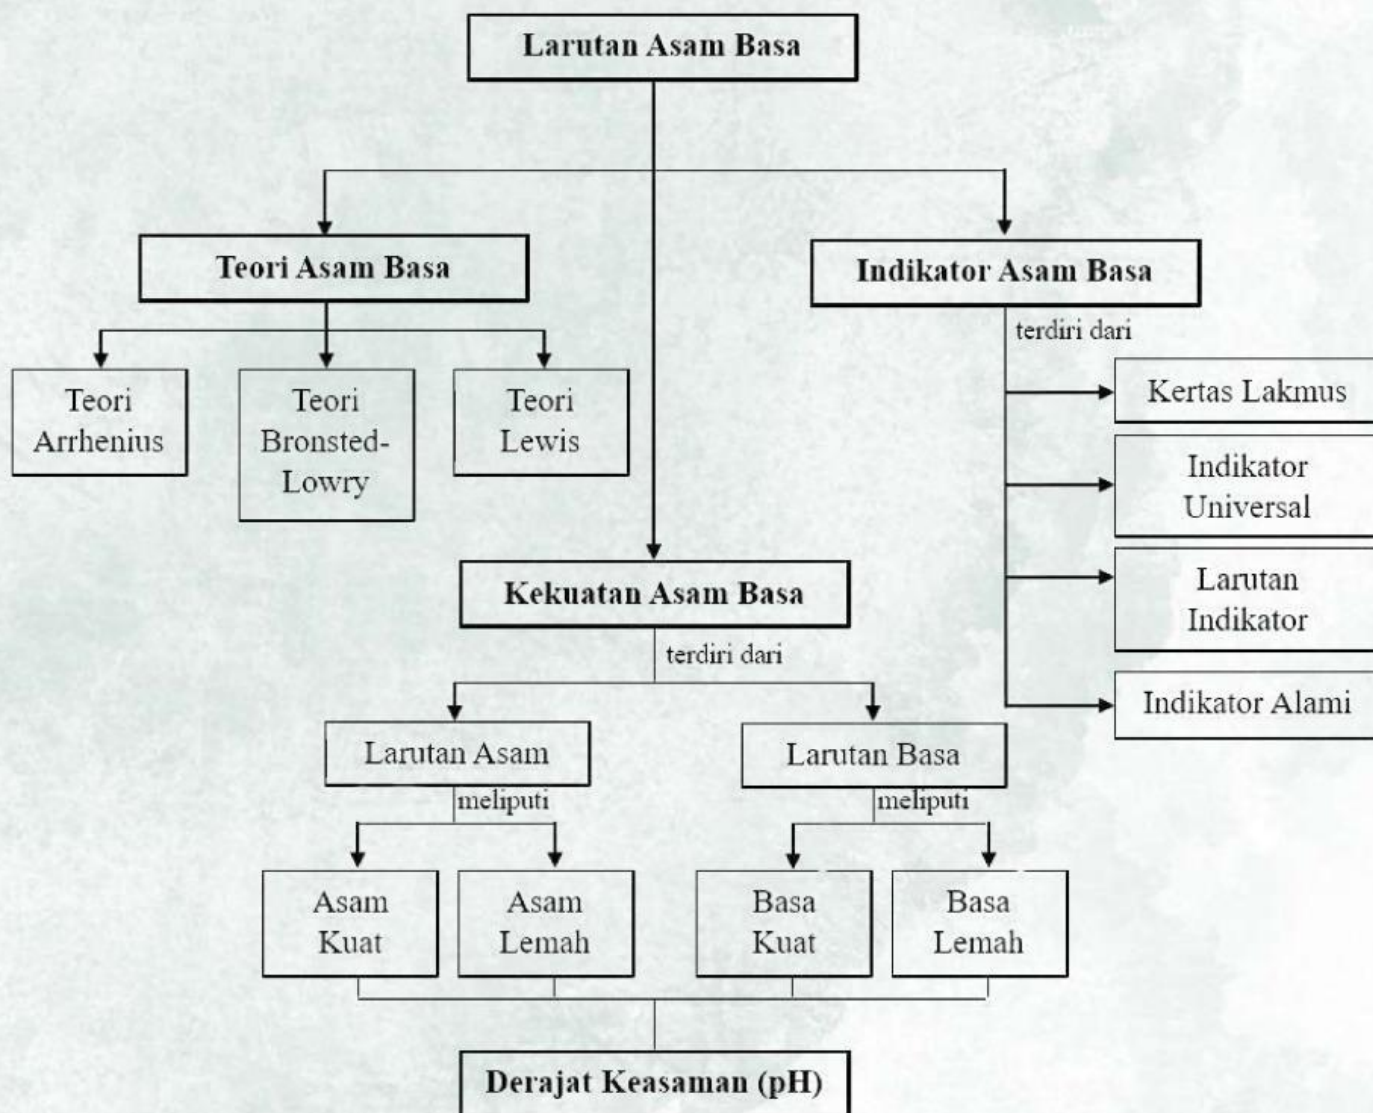 Larutan Asam Basa
Teori Asam Basa
Indikator Asam Basa
terdiri dari
Teori
Arrhenius
Teori
Bronsted-
Lowry
Teori
Lewis
Kertas Lakmus
Indikator
Universal
Larutan
Indikator
Indikator Alami
Kekuatan Asam Basa
terdiri dari
Larutan Asam
Larutan Basa
meliputi
meliputi
Asam
Kuat
Asam
Lemah
Basa
Kuat
Basa
Lemah
Derajat Keasaman (pH)